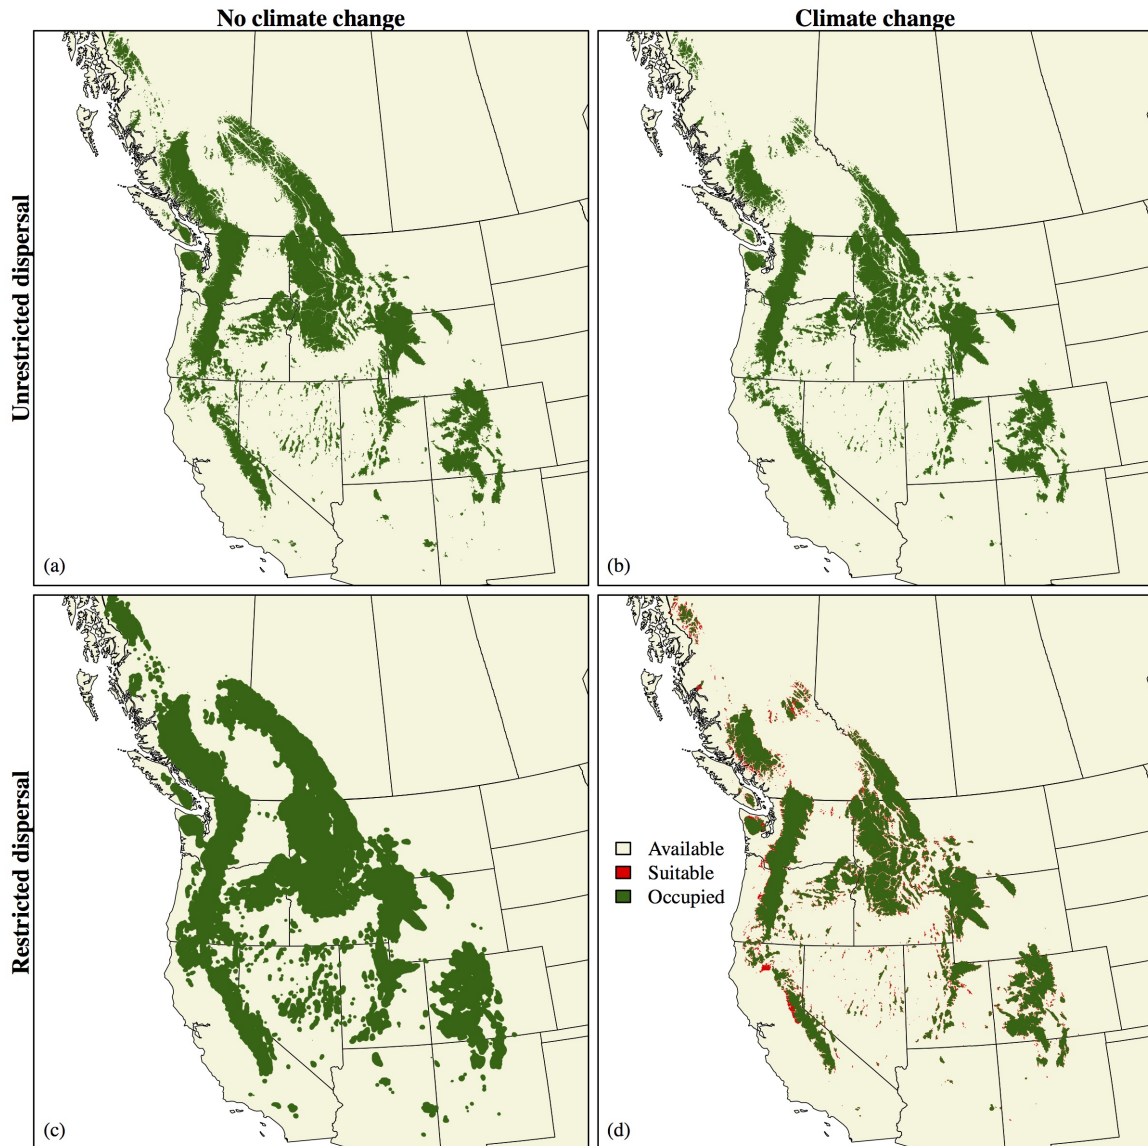 No climate change
Climate change
Unrestricted dispersal
(a)
(b)
Restricted dispersal
Available
Suitable
Occupied
(c)
(d)